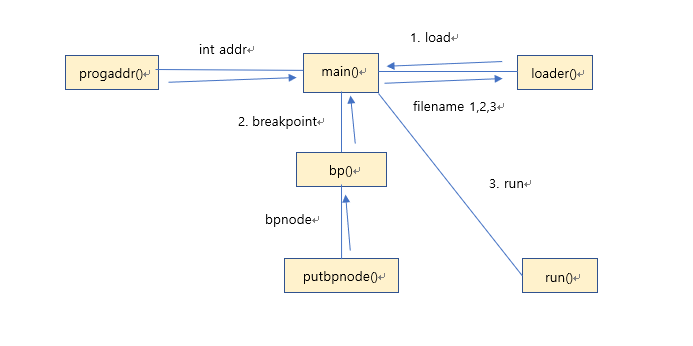 1. load
int addr
progaddr()
main()
loader()
filename 1,2,3
2. breakpoint
bp()
3. run
bpnode
putbpnode()
run()